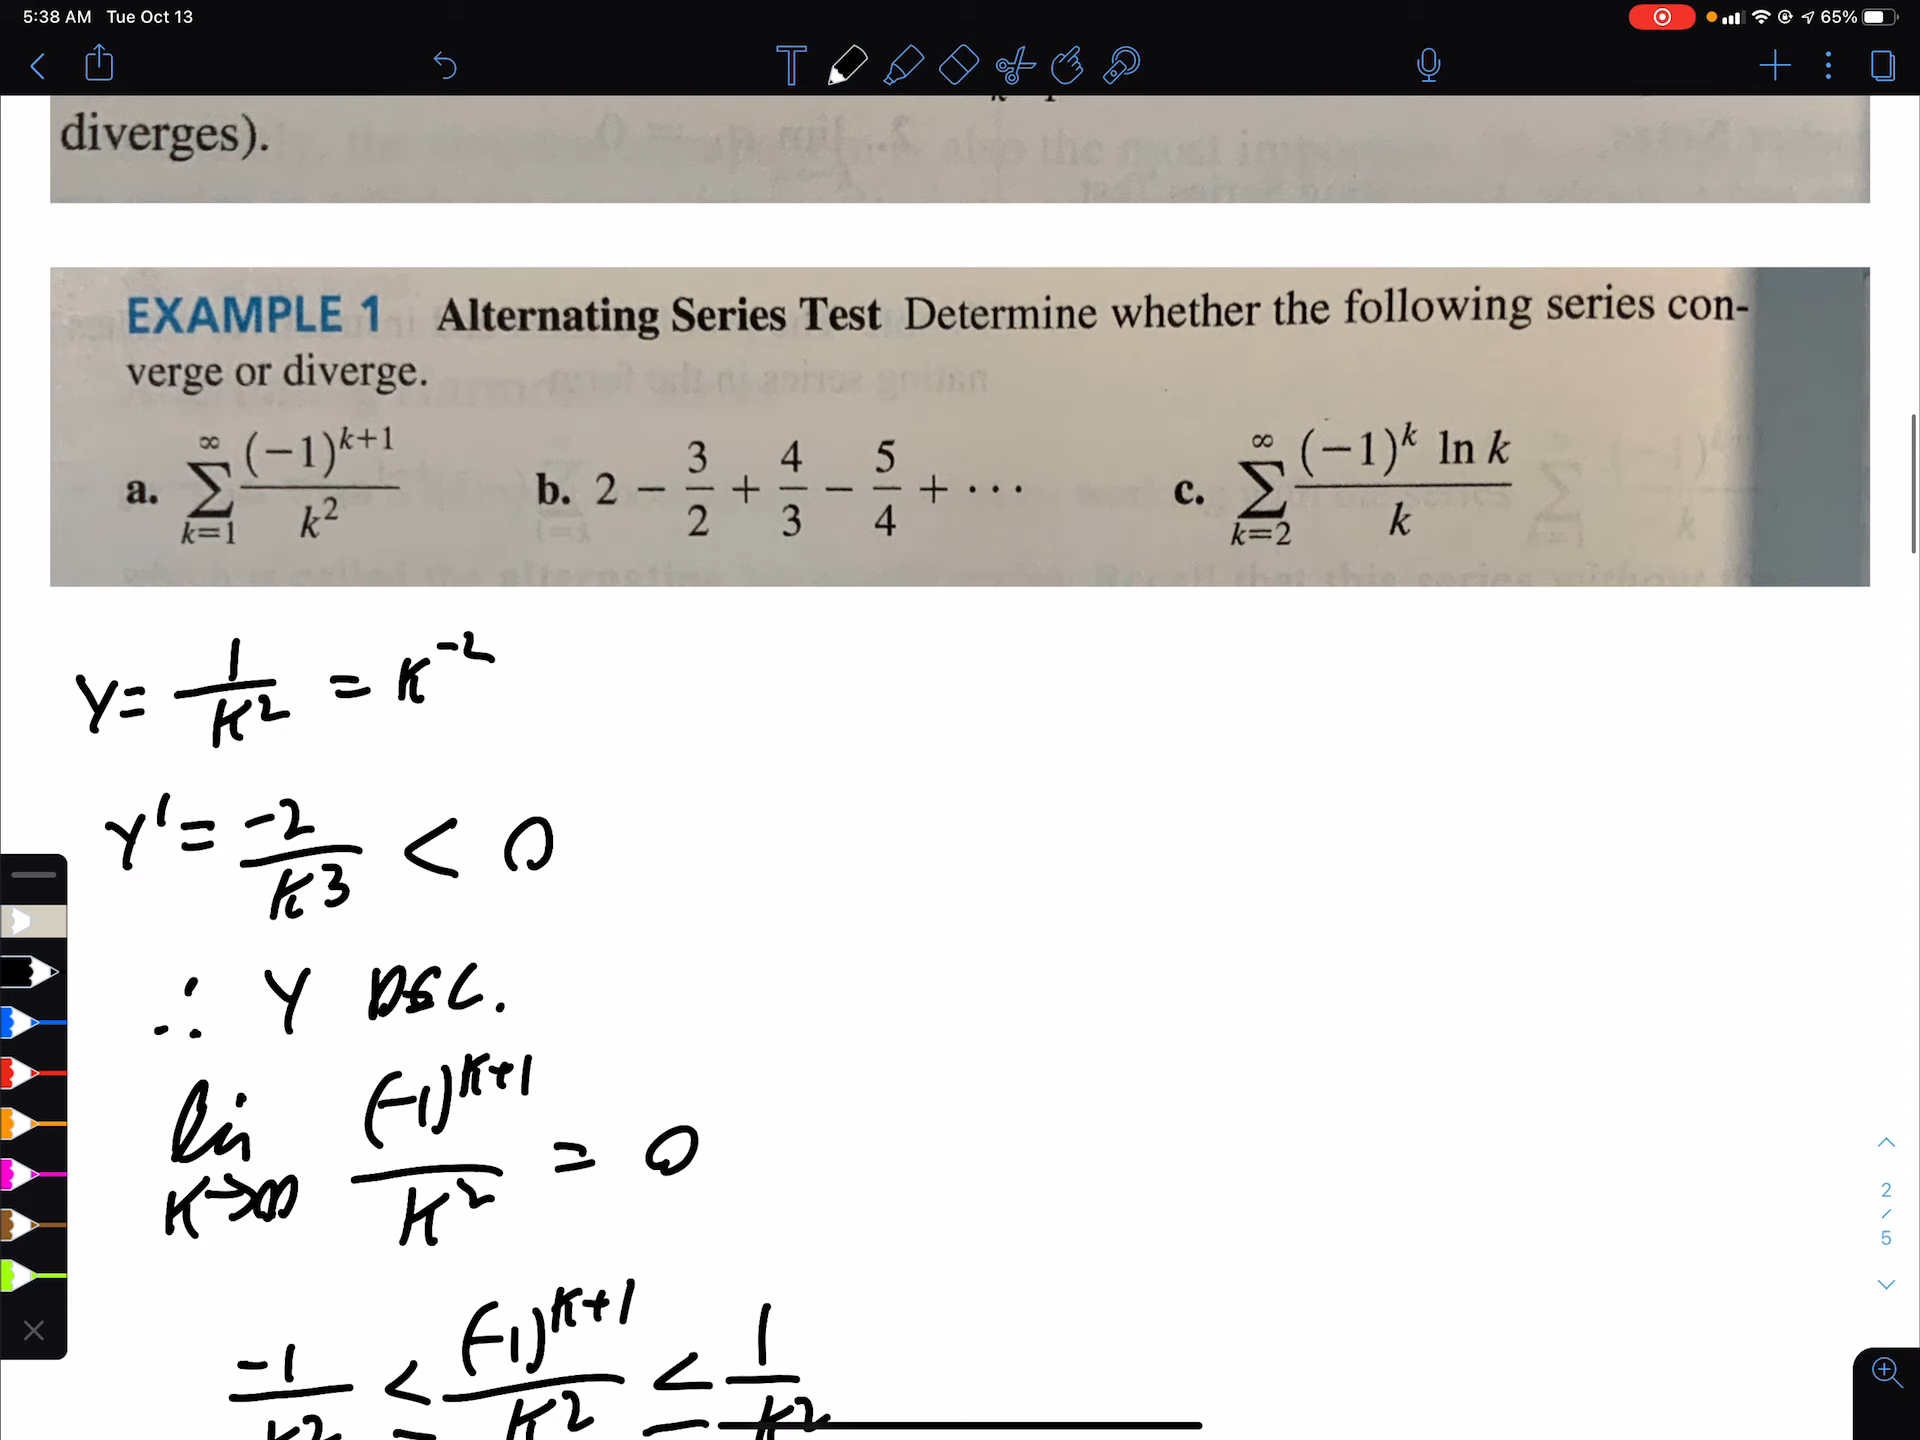 5:38 AM Tue Oct 13
65%
diverges).
EXAMPLE 1 Alternating Series Test Determine whether the following series con-
verge or diverge.
a. ∑_{k=1}^{∞} (−1)^{k+1} / k^2 b. 2 − 3/2 + 4/3 − 5/4 + ··· c. ∑_{k=2}^{∞} (−1)^k ln k / k
Y = 1/K^2 = K^{-2}
Y' = -2/K^3 < 0
∴ Y DEC.
lim_{K→∞} (-1)^{K+1} / K^2 = 0
-1/K^2 ≤ (-1)^{K+1} / K^2 ≤ 1/K^2
2
/
5